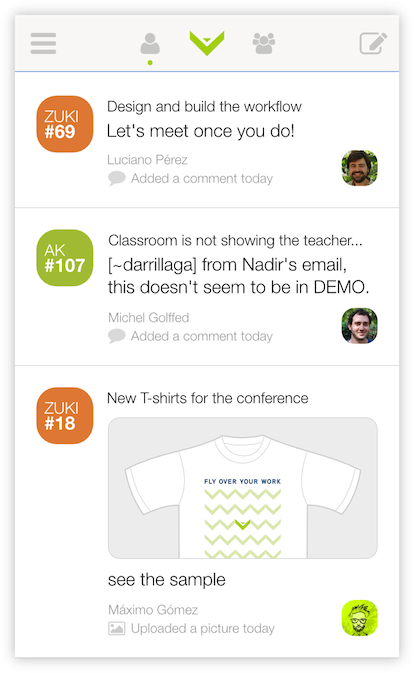 ZUKI
#69
Design and build the workflow
Let's meet once you do!
Luciano Pérez
Added a comment today
AK
#107
Classroom is not showing the teacher...
[~darrillaga] from Nadir's email,
this doesn't seem to be in DEMO.
Michel Golffed
Added a comment today
ZUKI
#18
New T-shirts for the conference
FLY OVER YOUR WORK
see the sample
Máximo Gómez
Uploaded a picture today